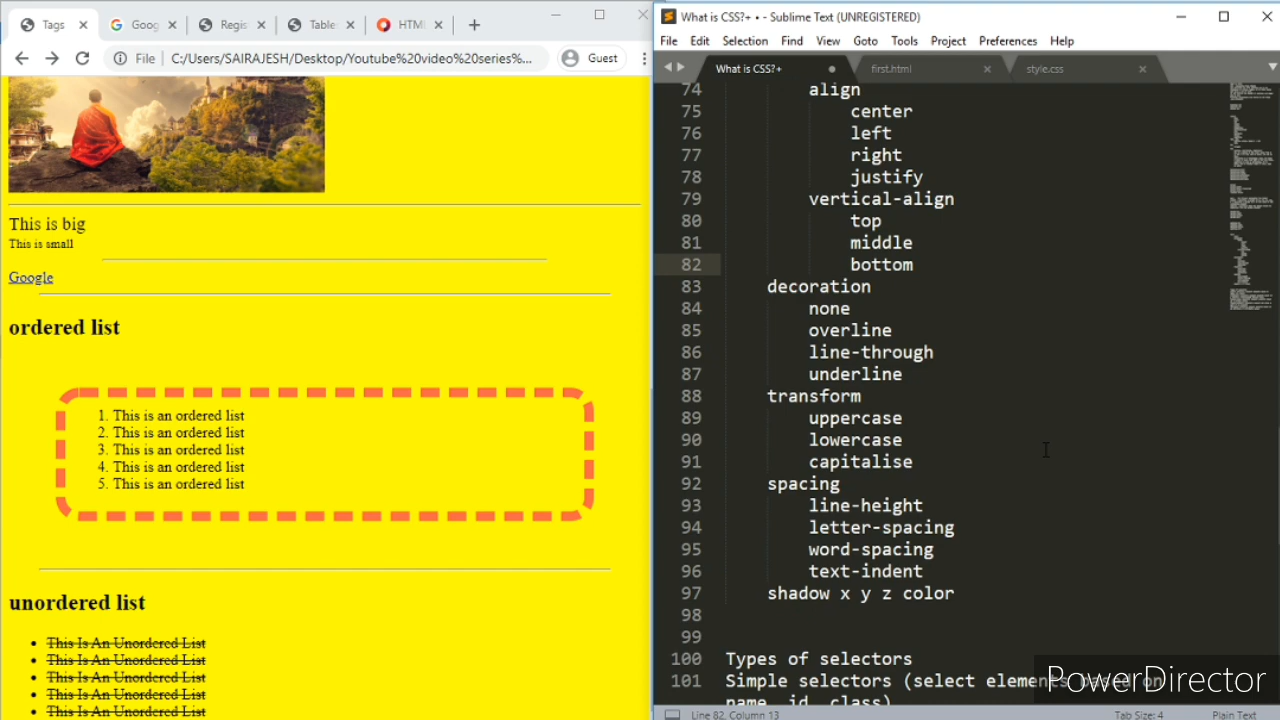 Tags
Goog
Regis
Table
HTML
File
C:/Users/SAIRAJESH/Desktop/Youtube%20video%20series%...
Guest
This is big
This is small
Google
ordered list
1. This is an ordered list
2. This is an ordered list
3. This is an ordered list
4. This is an ordered list
5. This is an ordered list
unordered list
• This Is An Unordered List
• This Is An Unordered List
• This Is An Unordered List
• This Is An Unordered List
• This Is An Unordered List
What is CSS?+ • - Sublime Text (UNREGISTERED)
File Edit Selection Find View Goto Tools Project Preferences Help
What is CSS?+
first.html
style.css
74 align
75 center
76 left
77 right
78 justify
79 vertical-align
80 top
81 middle
82 bottom
83 decoration
84 none
85 overline
86 line-through
87 underline
88 transform
89 uppercase
90 lowercase
91 capitalise
92 spacing
93 line-height
94 letter-spacing
95 word-spacing
96 text-indent
97 shadow x y z color
98
99
100 Types of selectors
101 Simple selectors (select elements on
name, id, class)
PowerDirector
Line 82, Column 13
Tab Size: 4
Plain Text